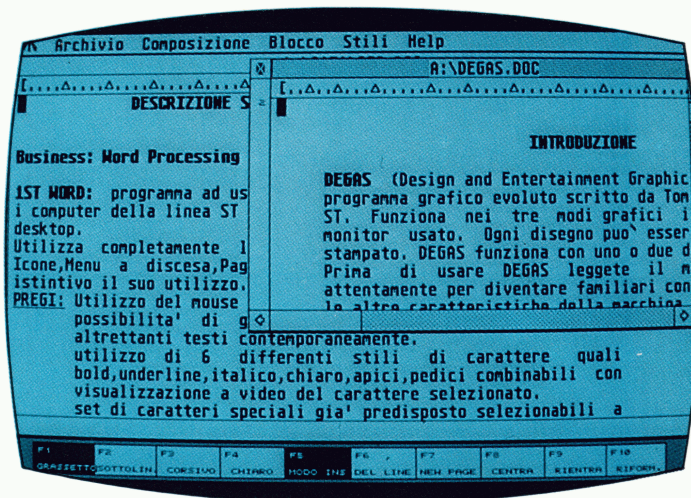 Archivio Composizione Blocco Stili Help
A:\DEGAS.DOC
DESCRIZIONE S
Business: Word Processing
1ST WORD: programma ad us
i computer della linea ST
desktop.
Utilizza completamente l
Icone,Menu a discesa,Pag
istintivo il suo utilizzo.
PREGI: Utilizzo del mouse
possibilita' di g
altrettanti testi contemporaneamente.
utilizzo di 6 differenti stili di carattere quali
bold,underline,italico,chiaro,apici,pedici combinabili con
visualizzazione a video del carattere selezionato.
set di caratteri speciali gia' predisposto selezionabili a
INTRODUZIONE
DEGAS (Design and Entertainment Graphic
programma grafico evoluto scritto da Tom
ST. Funziona nei tre modi grafici i
monitor usato. Ogni disegno puo` esser
stampato. DEGAS funziona con uno o due d
Prima di usare DEGAS leggete il m
attentamente per diventare familiari con
le altre caratteristiche della macchina
F1 F2 F3 F4 F5 F6 F7 F8 F9 F10
GRASSETTO SOTTOLIN. CORSIVO CHIARO MODO INS DEL LINE NEW PAGE CENTRA RIENTRA RIFORM.